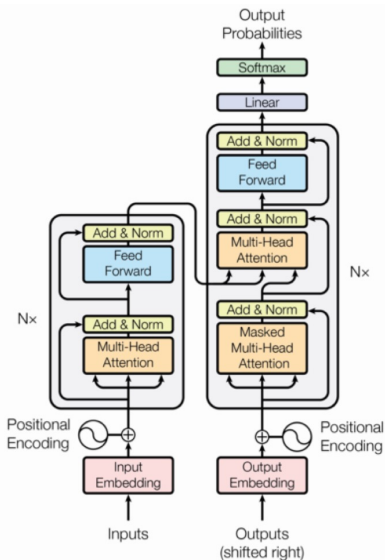 Output
Probabilities
Softmax
Linear
Add & Norm
Feed
Forward
Add & Norm
Multi-Head
Attention
Add & Norm
Masked
Multi-Head
Attention
N×
Add & Norm
Feed
Forward
Add & Norm
Multi-Head
Attention
N×
Positional
Encoding
Positional
Encoding
Input
Embedding
Output
Embedding
Inputs
Outputs
(shifted right)